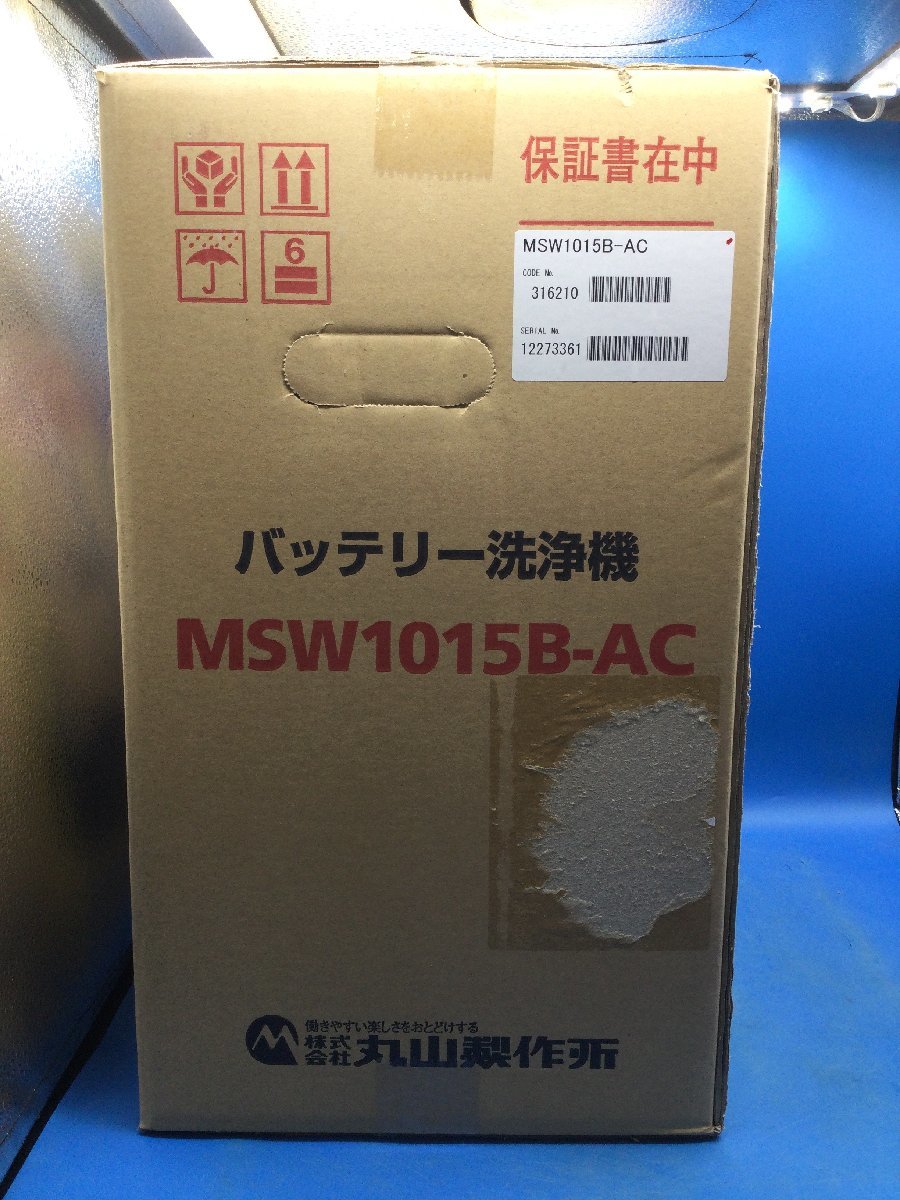 保証書在中
6
MSW1015B-AC
CODE No.
316210
SERIAL No.
12273361
バッテリー洗浄機
MSW1015B-AC
働きやすい楽しさをおとどけする
株式会社 丸山製作所